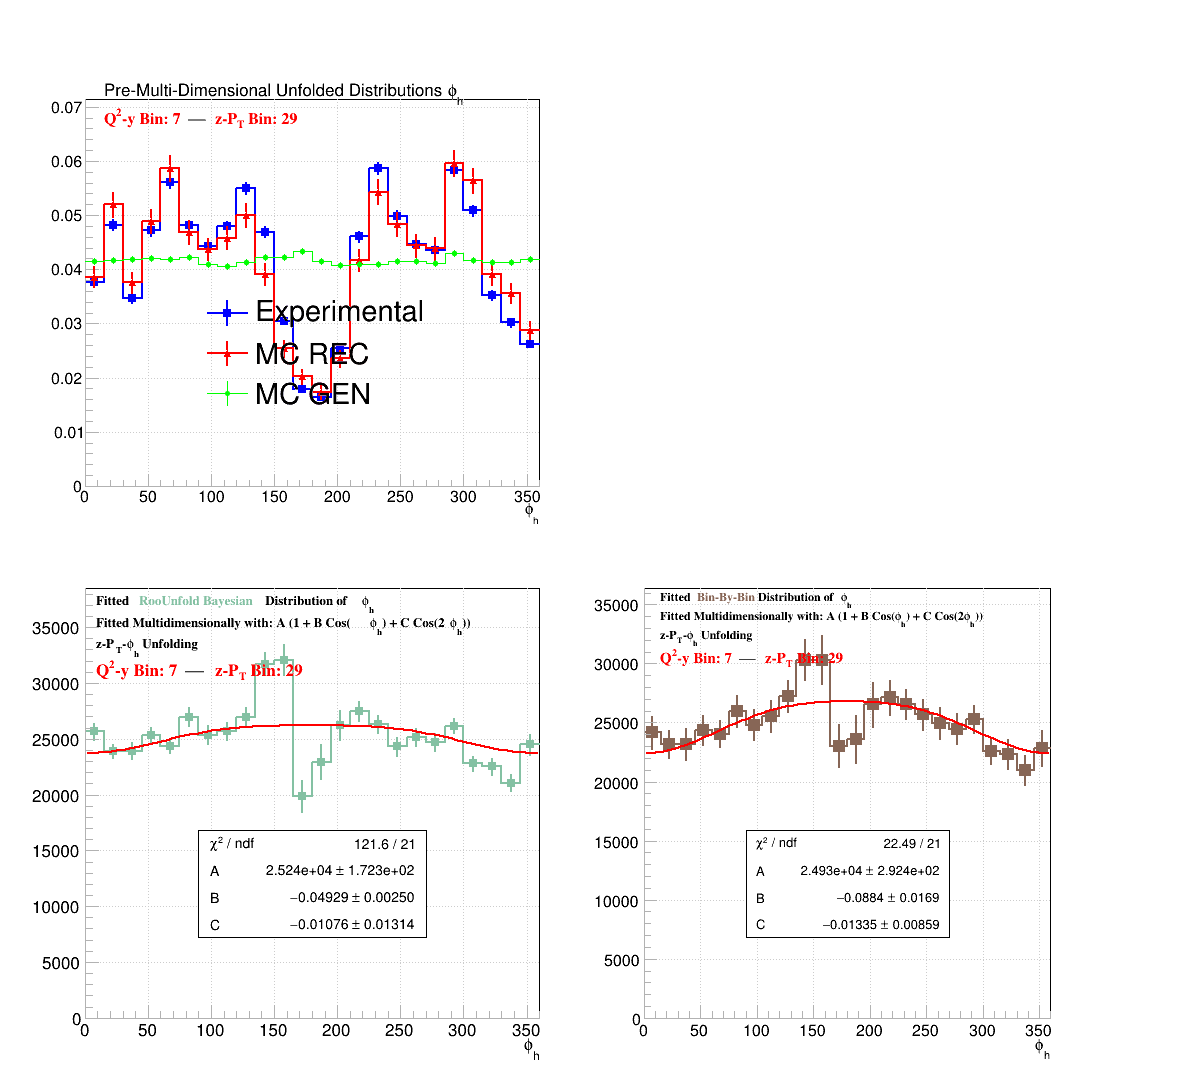 Pre-Multi-Dimensional Unfolded Distributions ϕh
Q²-y Bin: 7 — z-PT Bin: 29
0.07
0.06
0.05
0.04
0.03
0.02
0.01
0
Experimental
MC REC
MC GEN
0 50 100 150 200 250 300 350
ϕh
Fitted RooUnfold Bayesian Distribution of ϕh
Fitted Multidimensionally with: A (1 + B Cos( ϕh) + C Cos(2 ϕh))
z-PT-ϕh Unfolding
Q²-y Bin: 7 — z-PT Bin: 29
35000
30000
25000
20000
15000
10000
5000
0
χ² / ndf 121.6 / 21
A 2.524e+04 ± 1.723e+02
B −0.04929 ± 0.00250
C −0.01076 ± 0.01314
0 50 100 150 200 250 300 350
ϕh
Fitted Bin-By-Bin Distribution of ϕh
Fitted Multidimensionally with: A (1 + B Cos(ϕh) + C Cos(2ϕh))
z-PT-ϕh Unfolding
Q²-y Bin: 7 — z-PT Bin: 29
35000
30000
25000
20000
15000
10000
5000
0
χ² / ndf 22.49 / 21
A 2.493e+04 ± 2.924e+02
B −0.0884 ± 0.0169
C −0.01335 ± 0.00859
0 50 100 150 200 250 300 350
ϕh